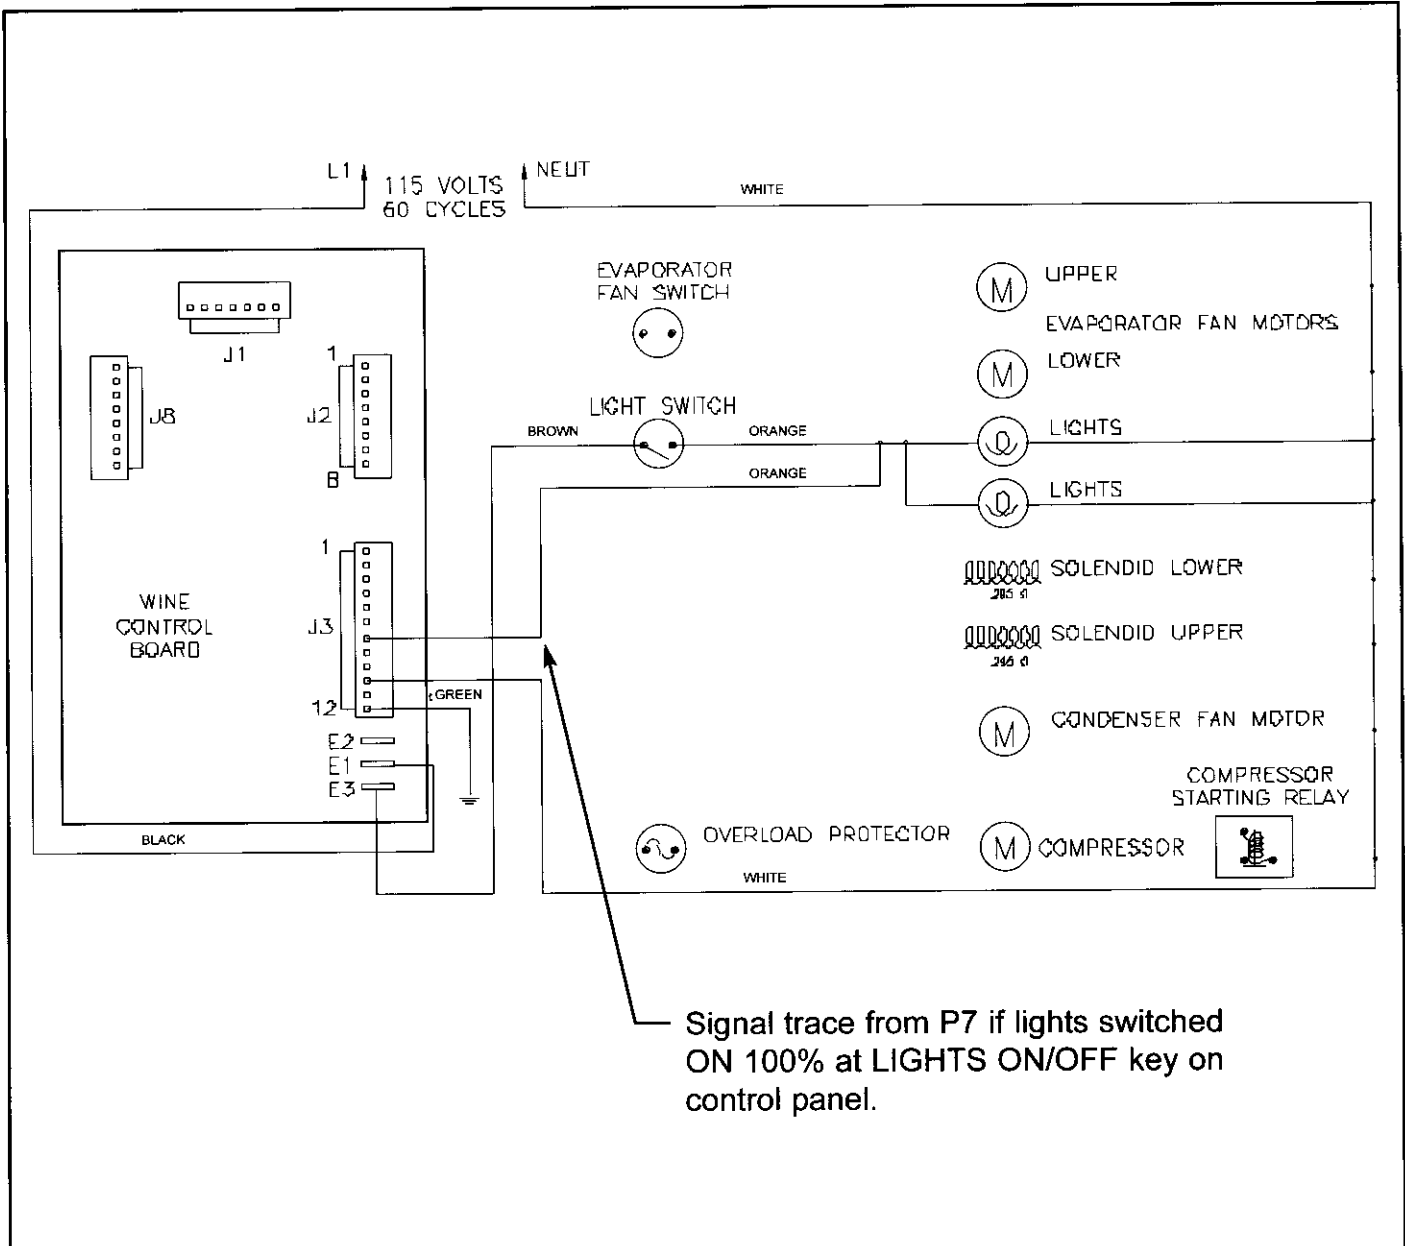 L1
NEUT
115 VOLTS
60 CYCLES
WHITE
EVAPORATOR
FAN SWITCH
UPPER
EVAPORATOR FAN MOTORS
LOWER
M
M
J1
J8
1
J2
8
LIGHT SWITCH
BROWN
ORANGE
ORANGE
LIGHTS
LIGHTS
WINE
CONTROL
BOARD
1
J3
12
GREEN
E2
E1
E3
BLACK
SOLENOID LOWER
SOLENOID UPPER
M
CONDENSER FAN MOTOR
COMPRESSOR
STARTING RELAY
OVERLOAD PROTECTOR
M
COMPRESSOR
WHITE
Signal trace from P7 if lights switched
ON 100% at LIGHTS ON/OFF key on
control panel.